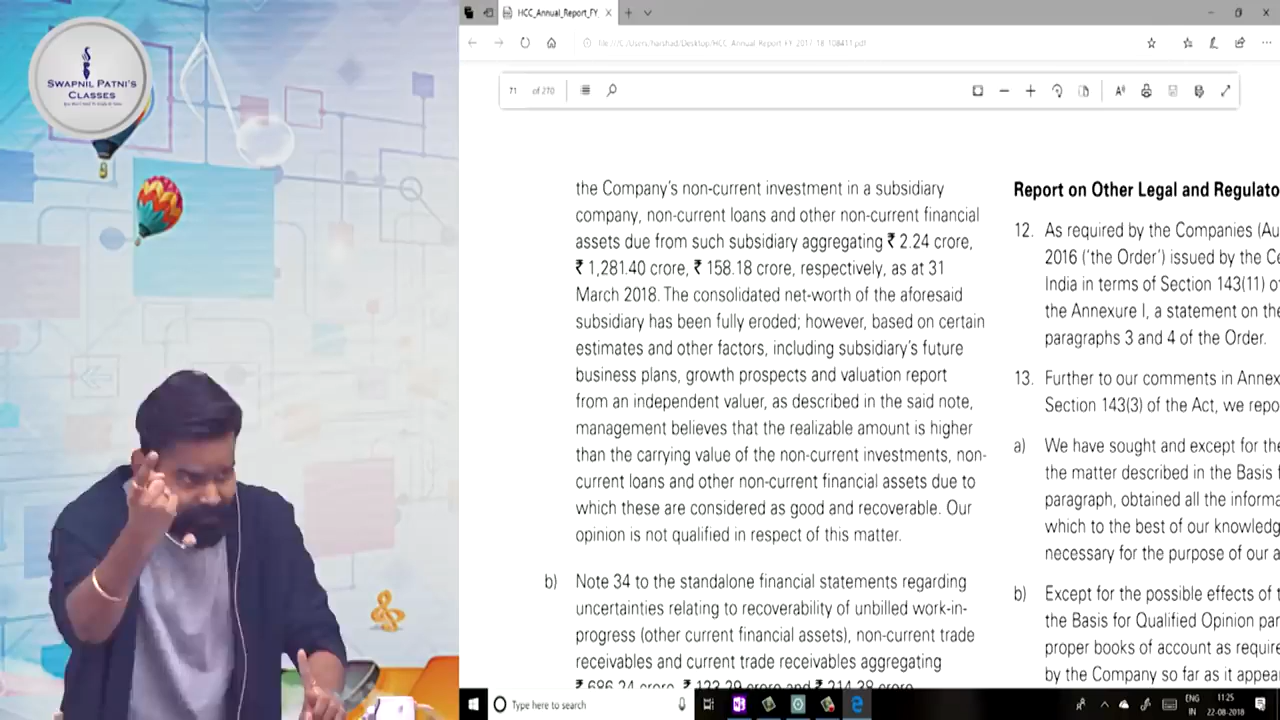 SWAPNIL PATNI'S
CLASSES
HCC_Annual_Report_FY_
71 of 270
the Company's non-current investment in a subsidiary
company, non-current loans and other non-current financial
assets due from such subsidiary aggregating ₹ 2.24 crore,
₹ 1,281.40 crore, ₹ 158.18 crore, respectively, as at 31
March 2018. The consolidated net-worth of the aforesaid
subsidiary has been fully eroded; however, based on certain
estimates and other factors, including subsidiary's future
business plans, growth prospects and valuation report
from an independent valuer, as described in the said note,
management believes that the realizable amount is higher
than the carrying value of the non-current investments, non-
current loans and other non-current financial assets due to
which these are considered as good and recoverable. Our
opinion is not qualified in respect of this matter.
b) Note 34 to the standalone financial statements regarding
uncertainties relating to recoverability of unbilled work-in-
progress (other current financial assets), non-current trade
receivables and current trade receivables aggregating
₹ 686.24 crore, ₹ 123.29 crore and ₹ 214.38 crore
Report on Other Legal and Regulato
12. As required by the Companies (Au
2016 ('the Order') issued by the Ce
India in terms of Section 143(11) o
the Annexure I, a statement on the
paragraphs 3 and 4 of the Order.
13. Further to our comments in Annex
Section 143(3) of the Act, we repo
a) We have sought and except for the
the matter described in the Basis f
paragraph, obtained all the informa
which to the best of our knowledg
necessary for the purpose of our a
b) Except for the possible effects of t
the Basis for Qualified Opinion par
proper books of account as require
by the Company so far as it appear
Type here to search
ENG
IN
11:25
22-08-2018